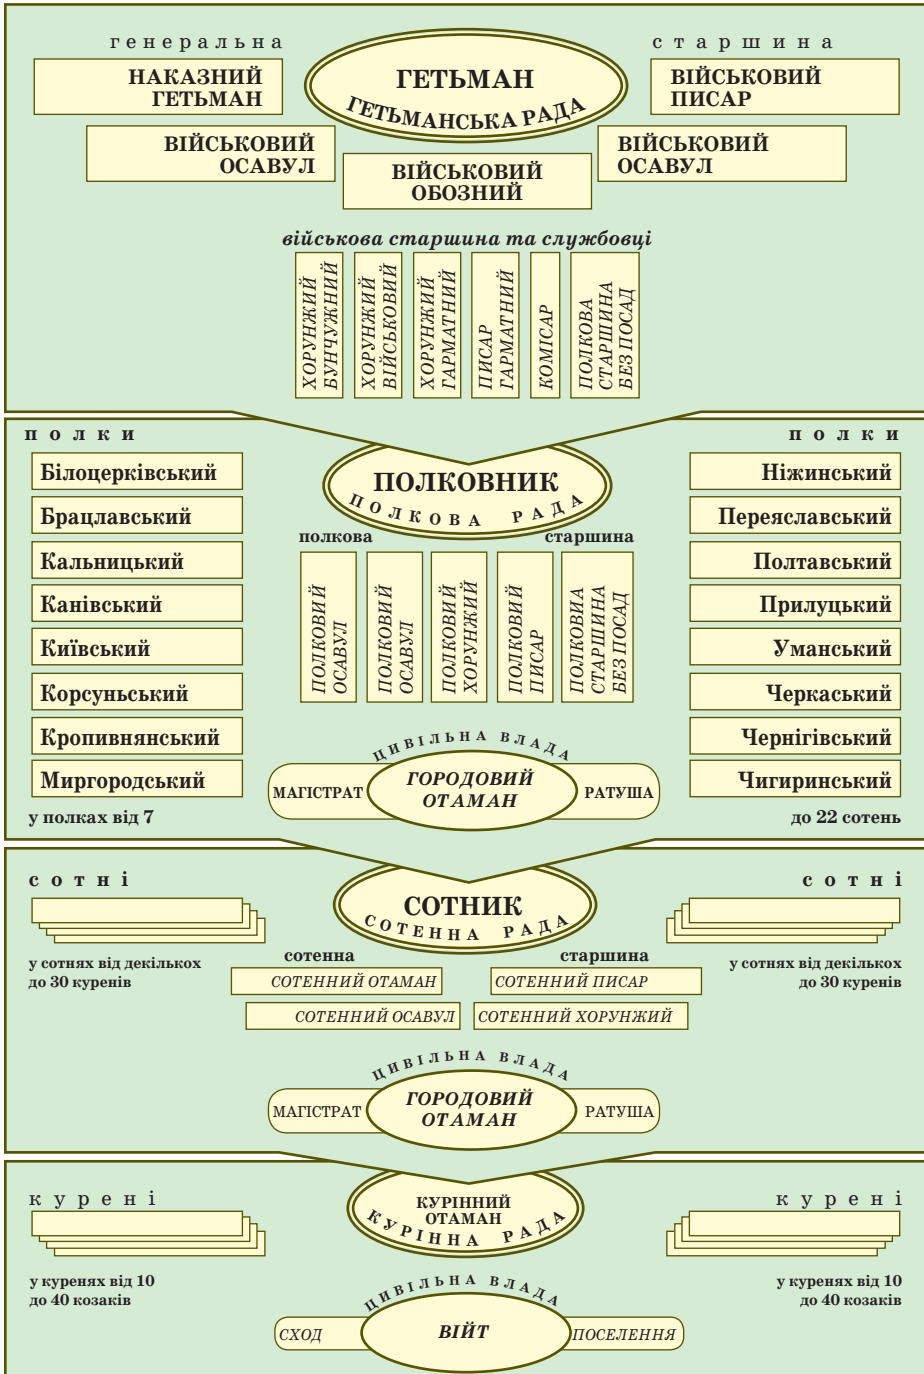 генеральна
старшина
ГЕТЬМАН
ГЕТЬМАНСЬКА РАДА
НАКАЗНИЙ
ГЕТЬМАН
ВІЙСЬКОВИЙ
ПИСАР
ВІЙСЬКОВИЙ
ОСАВУЛ
ВІЙСЬКОВИЙ
ОБОЗНИЙ
ВІЙСЬКОВИЙ
ОСАВУЛ
військова старшина та службовці
ХОРУНЖИЙ
БУНЧУЖНИЙ
ХОРУНЖИЙ
ВІЙСЬКОВИЙ
ХОРУНЖИЙ
ГАРМАТНИЙ
ПИСАР
ГАРМАТНИЙ
КОМІСАР
ПОЛКОВА
СТАРШИНА
БЕЗ ПОСАД
полки
Білоцерківський
Брацлавський
Кальницький
Канівський
Київський
Корсуньський
Кропивнянський
Миргородський
у полках від 7
ПОЛКОВНИК
ПОЛКОВА РАДА
полкова
старшина
ПОЛКОВИЙ
ОСАВУЛ
ПОЛКОВИЙ
ОСАВУЛ
ПОЛКОВИЙ
ХОРУНЖИЙ
ПОЛКОВИЙ
ПИСАР
ПОЛКОВИА
СТАРШИНА
БЕЗ ПОСАД
ЦИВІЛЬНА ВЛАДА
МАГІСТРАТ
ГОРОДОВИЙ
ОТАМАН
РАТУША
полки
Ніжинський
Переяславський
Полтавський
Прилуцький
Уманський
Черкаський
Чернігівський
Чигиринський
до 22 сотень
сотні
у сотнях від декількох
до 30 куренів
СОТНИК
СОТЕННА РАДА
сотенна
старшина
СОТЕННИЙ ОТАМАН
СОТЕННИЙ ПИСАР
СОТЕННИЙ ОСАВУЛ
СОТЕННИЙ ХОРУНЖИЙ
сотні
у сотнях від декількох
до 30 куренів
ЦИВІЛЬНА ВЛАДА
МАГІСТРАТ
ГОРОДОВИЙ
ОТАМАН
РАТУША
курені
у куренях від 10
до 40 козаків
КУРІННИЙ
ОТАМАН
КУРІННА РАДА
курені
у куренях від 10
до 40 козаків
ЦИВІЛЬНА ВЛАДА
СХОД
ВІЙТ
ПОСЕЛЕННЯ